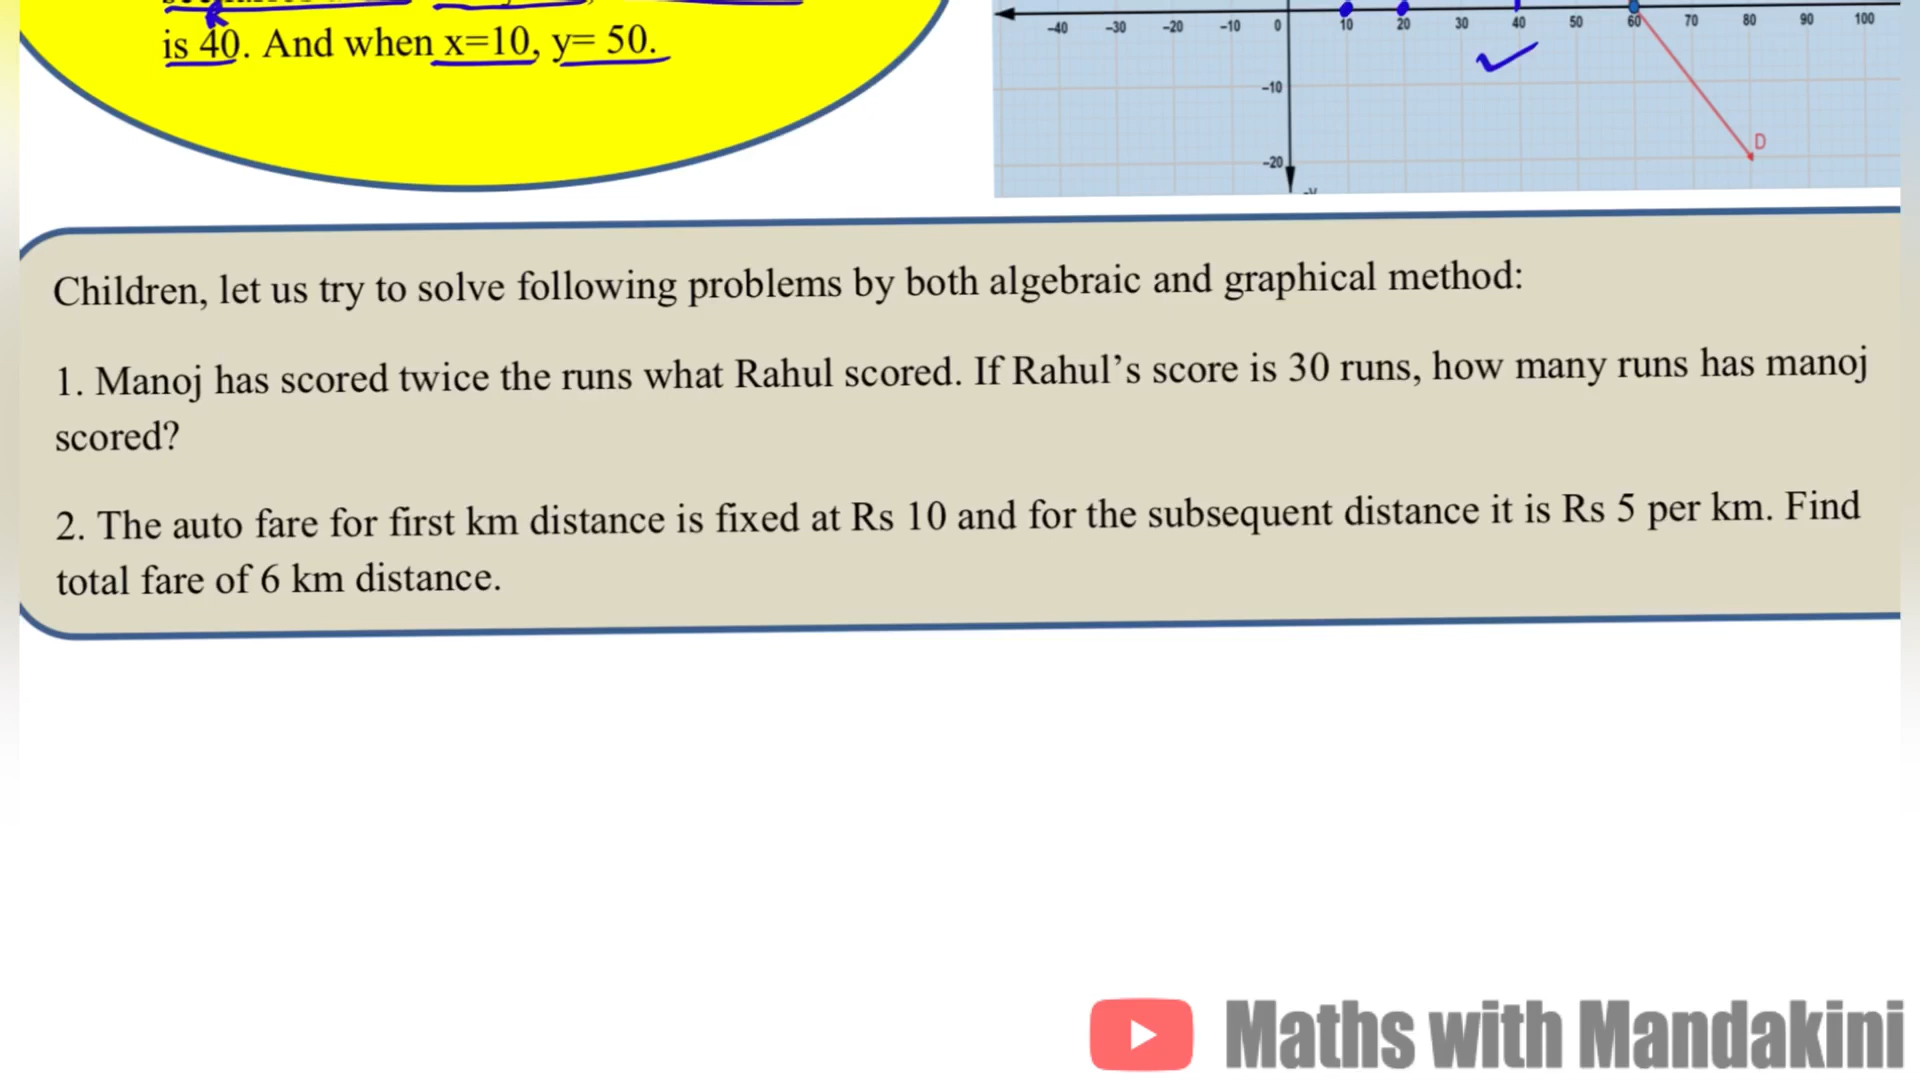 is 40. And when x=10, y= 50.
-40 -30 -20 -10 0 10 20 30 40 50 60 70 80 90 100
-10
D
-20
Children, let us try to solve following problems by both algebraic and graphical method:
1. Manoj has scored twice the runs what Rahul scored. If Rahul’s score is 30 runs, how many runs has manoj
scored?
2. The auto fare for first km distance is fixed at Rs 10 and for the subsequent distance it is Rs 5 per km. Find
total fare of 6 km distance.
Maths with Mandakini